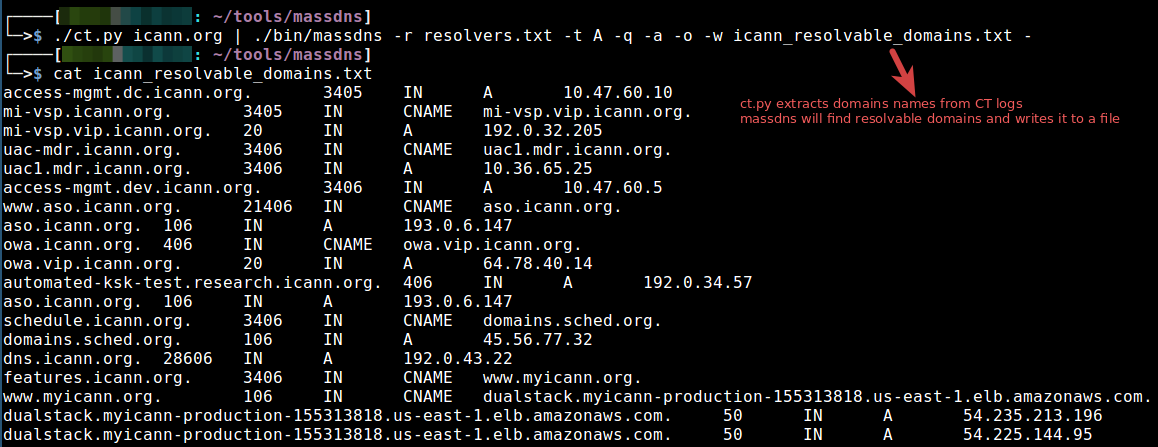 ┌────[ : ~/tools/massdns]
└─>$ ./ct.py icann.org | ./bin/massdns -r resolvers.txt -t A -q -a -o -w icann_resolvable_domains.txt -
┌────[ : ~/tools/massdns]
└─>$ cat icann_resolvable_domains.txt
access-mgmt.dc.icann.org. 3405 IN A 10.47.60.10
ct.py extracts domains names from CT logs
mi-vsp.icann.org. 3405 IN CNAME mi-vsp.vip.icann.org.
massdns will find resolvable domains and writes it to a file
mi-vsp.vip.icann.org. 20 IN A 192.0.32.205
uac-mdr.icann.org. 3406 IN CNAME uac1.mdr.icann.org.
uac1.mdr.icann.org. 3406 IN A 10.36.65.25
access-mgmt.dev.icann.org. 3406 IN A 10.47.60.5
www.aso.icann.org. 21406 IN CNAME aso.icann.org.
aso.icann.org. 106 IN A 193.0.6.147
owa.icann.org. 406 IN CNAME owa.vip.icann.org.
owa.vip.icann.org. 20 IN A 64.78.40.14
automated-ksk-test.research.icann.org. 406 IN A 192.0.34.57
aso.icann.org. 106 IN A 193.0.6.147
schedule.icann.org. 3406 IN CNAME domains.sched.org.
domains.sched.org. 106 IN A 45.56.77.32
dns.icann.org. 28606 IN A 192.0.43.22
features.icann.org. 3406 IN CNAME www.myicann.org.
www.myicann.org. 106 IN CNAME dualstack.myicann-production-155313818.us-east-1.elb.amazonaws.com.
dualstack.myicann-production-155313818.us-east-1.elb.amazonaws.com. 50 IN A 54.235.213.196
dualstack.myicann-production-155313818.us-east-1.elb.amazonaws.com. 50 IN A 54.225.144.95